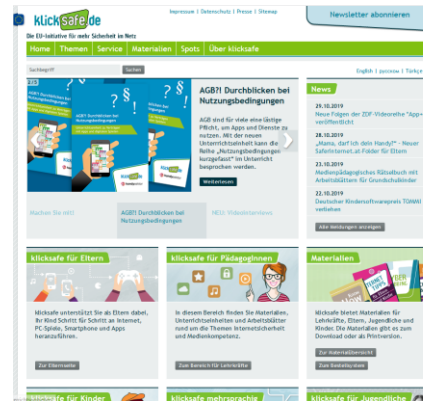 klicksafe.de
Impressum | Datenschutz | Presse | Sitemap
Newsletter abonnieren
Die EU-Initiative für mehr Sicherheit im Netz
Home Themen Service Materialien Spots Über klicksafe
Suchbegriff Suchen
English | русский | Türkçe
2/3
AGB?! Durchblicken bei
Nutzungsbedingungen
AGB sind für viele eine lästige
Pflicht, um Apps und Dienste zu
nutzen. Mit der neuen
Unterrichtseinheit kann die
Reihe „Nutzungsbedingungen
kurzgefasst" im Unterricht
besprochen werden.
Weiterlesen
Machen Sie mit!
AGB?! Durchblicken bei
Nutzungsbedingungen
NEU: Videointerviews
News
29.10.2019
Neue Folgen der ZDF-Videoreihe "App+
veröffentlicht!
28.10.2019
„Mama, darf ich dein Handy?" - Neuer
Saferinternet.at-Folder für Eltern
23.10.2019
Medienpädagogisches Rätselbuch mit
Arbeitsblättern für Grundschulkinder
22.10.2019
Deutscher Kindersoftwarepreis TOMMI
verliehen
Alle Meldungen anzeigen
klicksafe für Eltern
klicksafe unterstützt Sie als Eltern dabei,
Ihr Kind Schritt für Schritt an Internet,
PC-Spiele, Smartphone und Apps
heranzuführen.
Zur Elternseite
klicksafe für PädagogInnen
In diesem Bereich finden Sie Materialien,
Unterrichtseinheiten und Arbeitsblätter
rund um die Themen Internetsicherheit
und Medienkompetenz.
Zum Bereich für Lehrkräfte
Materialien
klicksafe bietet Materialien für
Lehrkräfte, Eltern, Jugendliche und
Kinder. Die Materialien gibt es zum
Download oder als Printversion.
Zur Materialübersicht
Zum Bestellsystem
klicksafe für Kinder
klicksafe mehrsprachig
klicksafe für Jugendliche